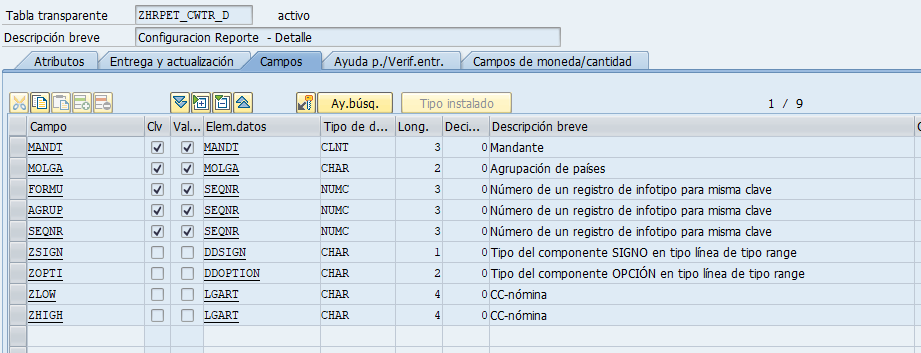 Tabla transparente ZHRPET_CWTR_D activo
Descripción breve Configuracion Reporte - Detalle
Atributos Entrega y actualización Campos Ayuda p./Verif.entr. Campos de moneda/cantidad
Ay.búsq. Tipo instalado 1 / 9
Campo Clv Val... Elem.datos Tipo de d... Long. Deci... Descripción breve
MANDT MANDT CLNT 3 0 Mandante
MOLGA MOLGA CHAR 2 0 Agrupación de países
FORMU SEQNR NUMC 3 0 Número de un registro de infotipo para misma clave
AGRUP SEQNR NUMC 3 0 Número de un registro de infotipo para misma clave
SEQNR SEQNR NUMC 3 0 Número de un registro de infotipo para misma clave
ZSIGN DDSIGN CHAR 1 0 Tipo del componente SIGNO en tipo línea de tipo range
ZOPTI DDOPTION CHAR 2 0 Tipo del componente OPCIÓN en tipo línea de tipo range
ZLOW LGART CHAR 4 0 CC-nómina
ZHIGH LGART CHAR 4 0 CC-nómina